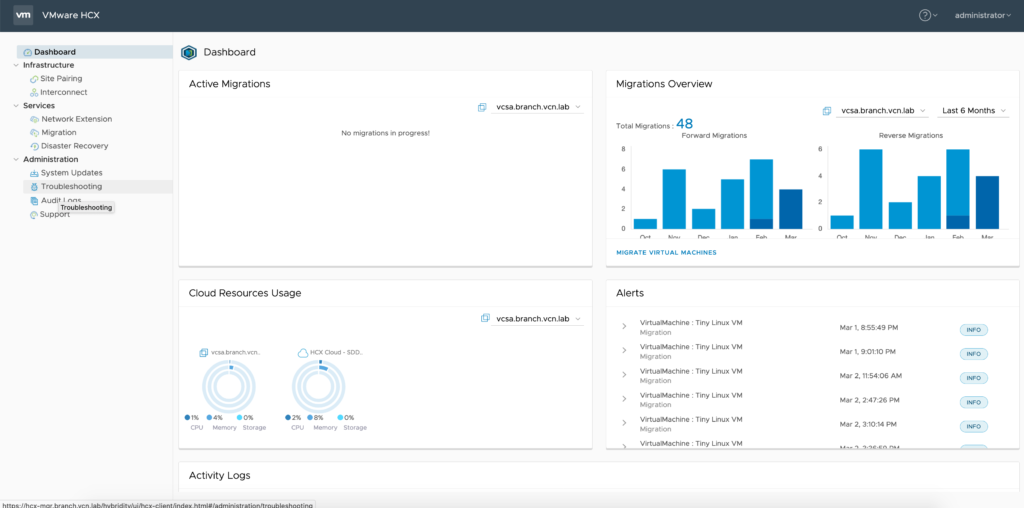 vm VMware HCX
administrator
Dashboard
Infrastructure
Site Pairing
Interconnect
Services
Network Extension
Migration
Disaster Recovery
Administration
System Updates
Troubleshooting
Audit Logs
Troubleshooting
Support
Dashboard
Active Migrations
vcsa.branch.vcn.lab
No migrations in progress!
Migrations Overview
vcsa.branch.vcn.lab Last 6 Months
Total Migrations : 48
Forward Migrations
8
6
4
2
0
Oct Nov Dec Jan Feb Mar
Reverse Migrations
6
4
2
0
Oct Nov Dec Jan Feb Mar
MIGRATE VIRTUAL MACHINES
Cloud Resources Usage
vcsa.branch.vcn.lab
vcsa.branch.vcn..
1% 4% 0%
CPU Memory Storage
HCX Cloud - SDD..
2% 8% 0%
CPU Memory Storage
Alerts
VirtualMachine : Tiny Linux VM
Migration
Mar 1, 8:55:49 PM INFO
VirtualMachine : Tiny Linux VM
Migration
Mar 1, 9:01:10 PM INFO
VirtualMachine : Tiny Linux VM
Migration
Mar 2, 11:54:06 AM INFO
VirtualMachine : Tiny Linux VM
Migration
Mar 2, 2:47:26 PM INFO
VirtualMachine : Tiny Linux VM
Migration
Mar 2, 3:10:14 PM INFO
VirtualMachine : Tiny Linux VM
Activity Logs
https://hcx-mgr.branch.vcn.lab/hybridity/ui/hcx-client/index.html#/administration/troubleshooting